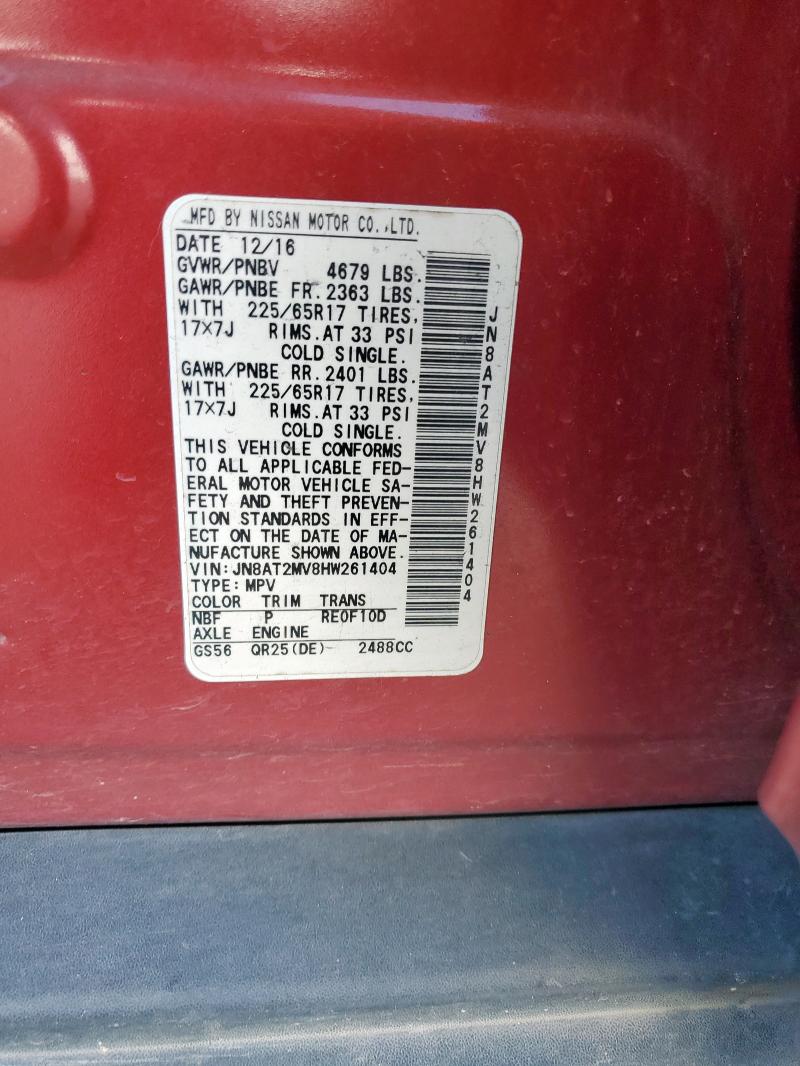 MFD BY NISSAN MOTOR CO.,LTD.
DATE 12/16
GVWR/PNBV 4679 LBS.
GAWR/PNBE FR. 2363 LBS.
WITH 225/65R17 TIRES,
17×7J RIMS.AT 33 PSI
COLD SINGLE.
GAWR/PNBE RR. 2401 LBS.
WITH 225/65R17 TIRES,
17×7J RIMS.AT 33 PSI
COLD SINGLE.
THIS VEHICLE CONFORMS
TO ALL APPLICABLE FED-
ERAL MOTOR VEHICLE SA-
FETY AND THEFT PREVEN-
TION STANDARDS IN EFF-
ECT ON THE DATE OF MA-
NUFACTURE SHOWN ABOVE.
VIN:JN8AT2MV8HW261404
TYPE:MPV
COLOR TRIM TRANS
NBF P RE0F10D
AXLE ENGINE
GS56 QR25(DE) 2488CC
JN8AT2MV8HW261404